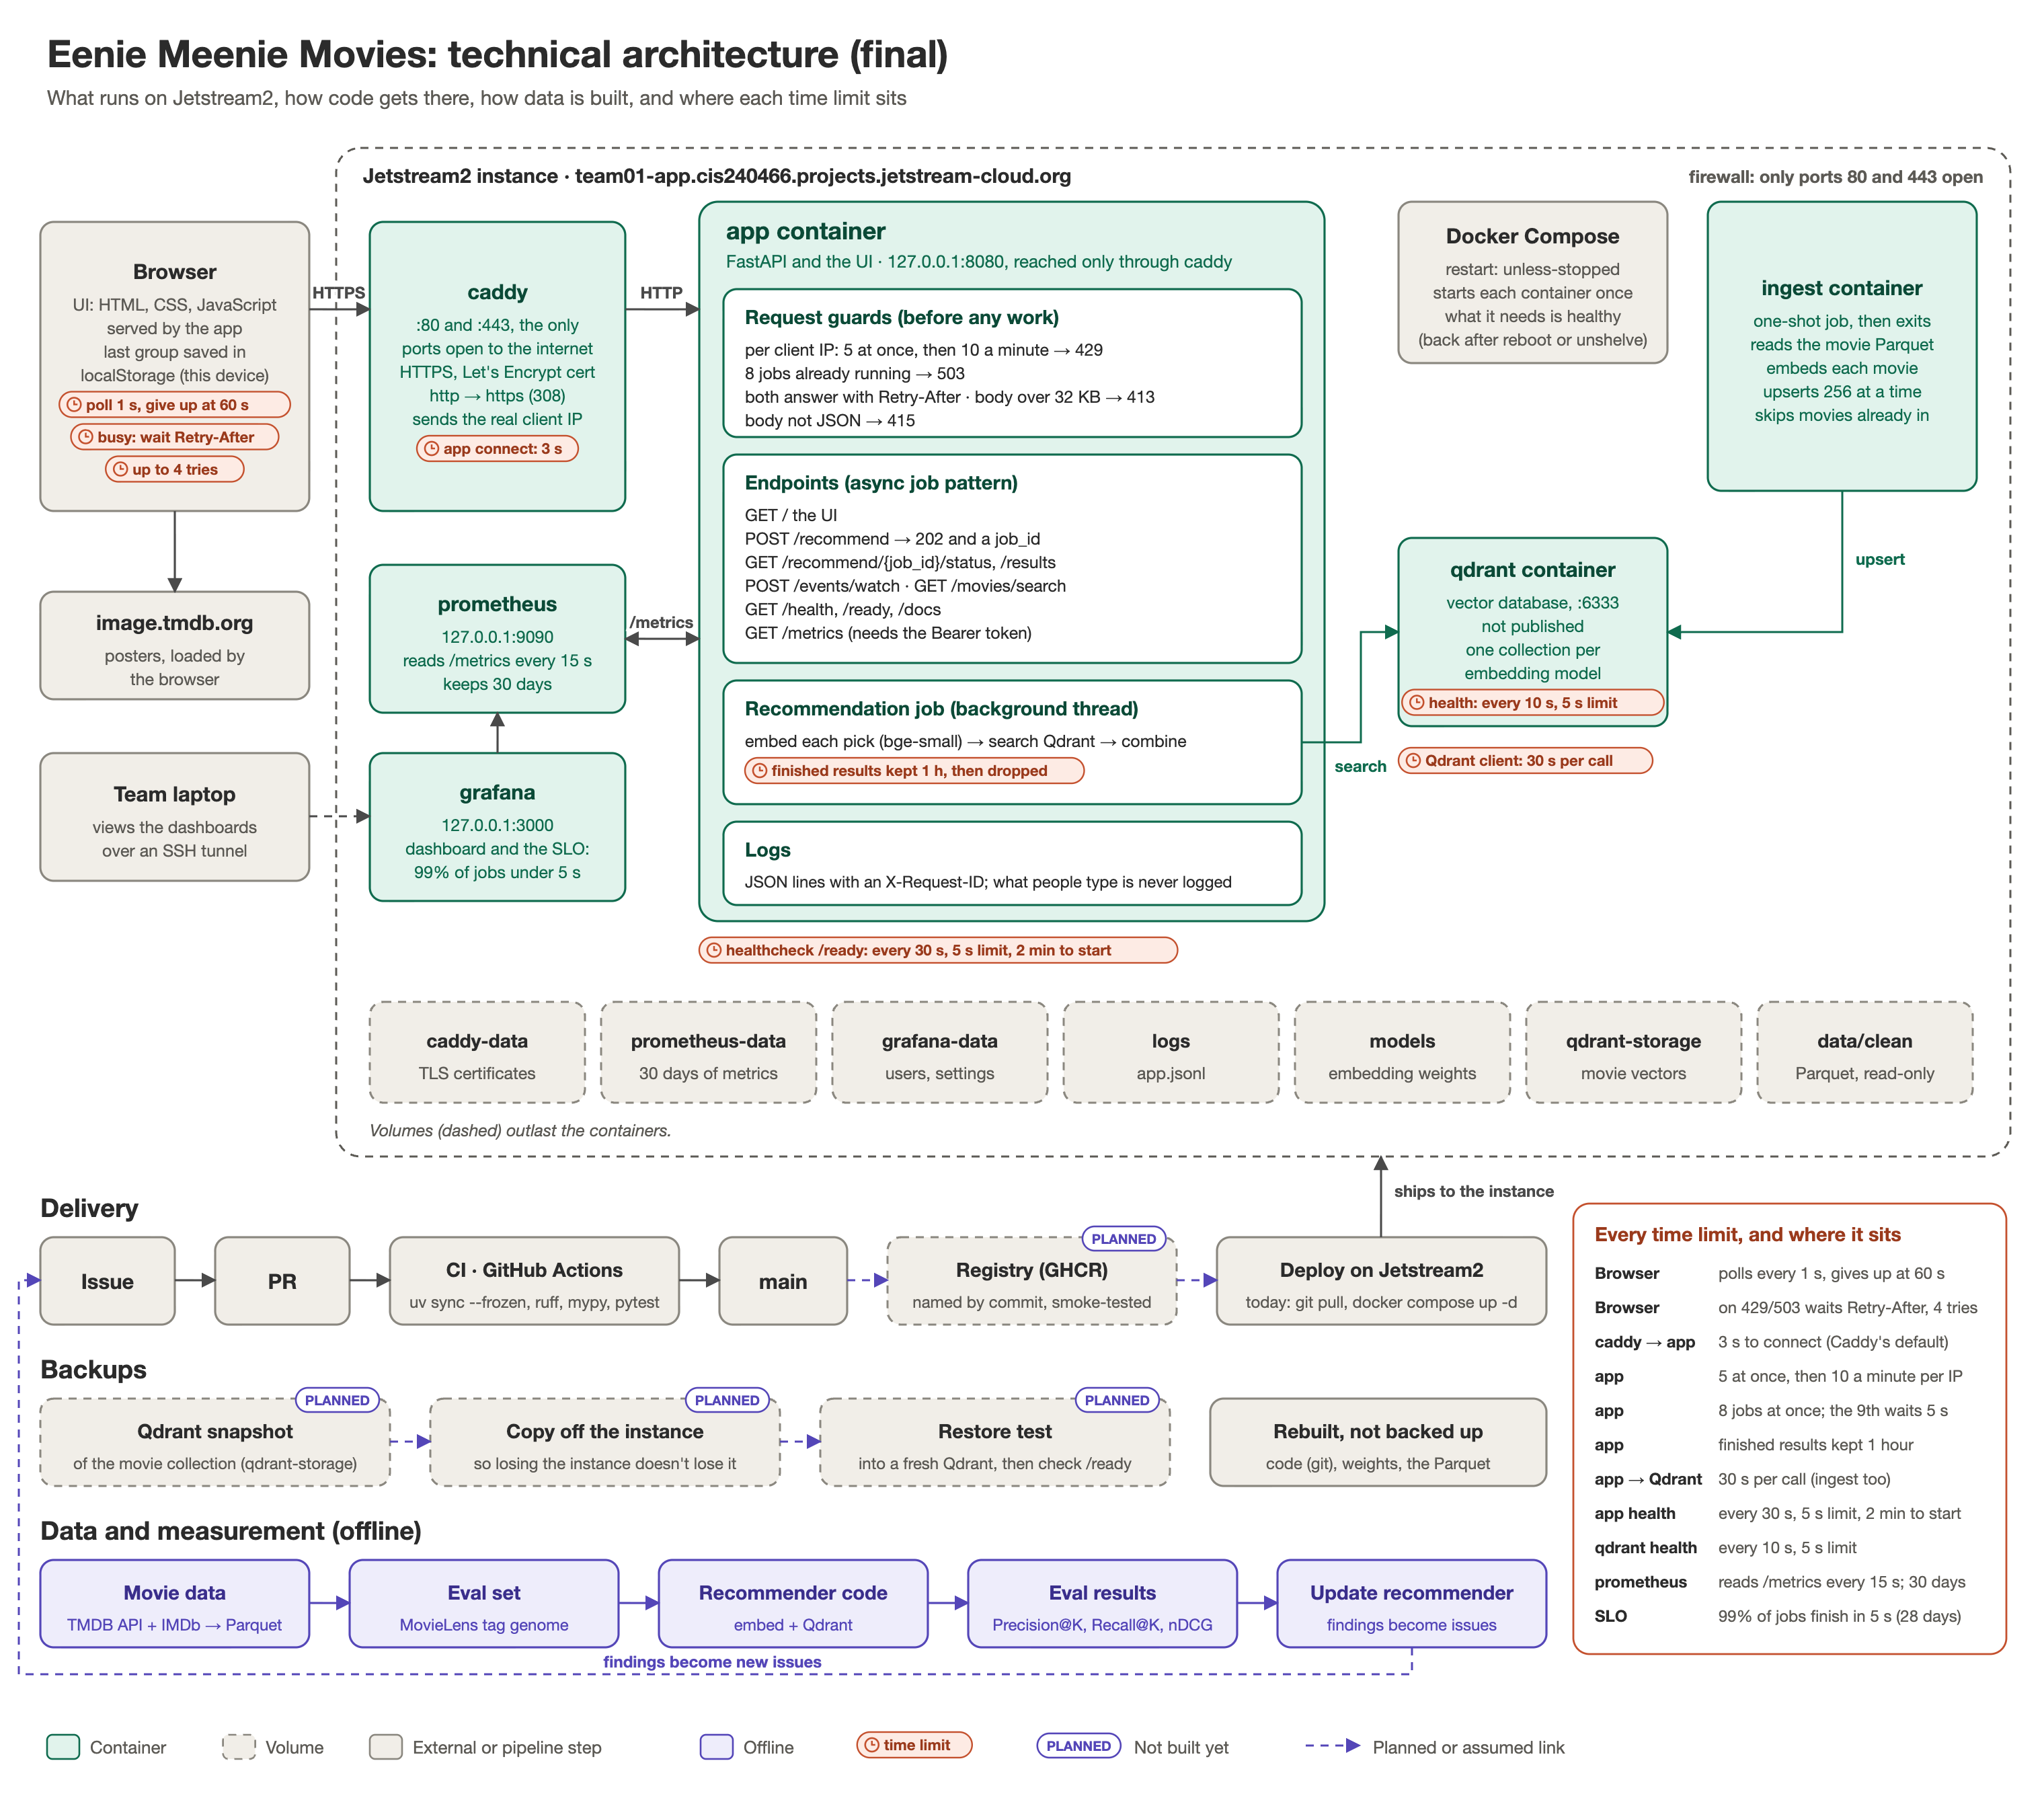 Eenie Meenie Movies: technical architecture (final)
What runs on Jetstream2, how code gets there, how data is built, and where each time limit sits
Jetstream2 instance · team01-app.cis240466.projects.jetstream-cloud.org
firewall: only ports 80 and 443 open
Browser
UI: HTML, CSS, JavaScript
served by the app
last group saved in
localStorage (this device)
poll 1 s, give up at 60 s
busy: wait Retry-After
up to 4 tries
HTTPS
image.tmdb.org
posters, loaded by
the browser
Team laptop
views the dashboards
over an SSH tunnel
caddy
:80 and :443, the only
ports open to the internet
HTTPS, Let's Encrypt cert
http → https (308)
sends the real client IP
app connect: 3 s
HTTP
prometheus
127.0.0.1:9090
reads /metrics every 15 s
keeps 30 days
/metrics
grafana
127.0.0.1:3000
dashboard and the SLO:
99% of jobs under 5 s
app container
FastAPI and the UI · 127.0.0.1:8080, reached only through caddy
Request guards (before any work)
per client IP: 5 at once, then 10 a minute → 429
8 jobs already running → 503
both answer with Retry-After · body over 32 KB → 413
body not JSON → 415
Endpoints (async job pattern)
GET / the UI
POST /recommend → 202 and a job_id
GET /recommend/{job_id}/status, /results
POST /events/watch · GET /movies/search
GET /health, /ready, /docs
GET /metrics (needs the Bearer token)
Recommendation job (background thread)
embed each pick (bge-small) → search Qdrant → combine
finished results kept 1 h, then dropped
Logs
JSON lines with an X-Request-ID; what people type is never logged
healthcheck /ready: every 30 s, 5 s limit, 2 min to start
Docker Compose
restart: unless-stopped
starts each container once
what it needs is healthy
(back after reboot or unshelve)
ingest container
one-shot job, then exits
reads the movie Parquet
embeds each movie
upserts 256 at a time
skips movies already in
upsert
qdrant container
vector database, :6333
not published
one collection per
embedding model
health: every 10 s, 5 s limit
search
Qdrant client: 30 s per call
caddy-data
TLS certificates
prometheus-data
30 days of metrics
grafana-data
users, settings
logs
app.jsonl
models
embedding weights
qdrant-storage
movie vectors
data/clean
Parquet, read-only
Volumes (dashed) outlast the containers.
ships to the instance
Delivery
Issue
PR
CI · GitHub Actions
uv sync --frozen, ruff, mypy, pytest
main
PLANNED
Registry (GHCR)
named by commit, smoke-tested
Deploy on Jetstream2
today: git pull, docker compose up -d
Backups
PLANNED
Qdrant snapshot
of the movie collection (qdrant-storage)
PLANNED
Copy off the instance
so losing the instance doesn't lose it
PLANNED
Restore test
into a fresh Qdrant, then check /ready
Rebuilt, not backed up
code (git), weights, the Parquet
Data and measurement (offline)
Movie data
TMDB API + IMDb → Parquet
Eval set
MovieLens tag genome
Recommender code
embed + Qdrant
Eval results
Precision@K, Recall@K, nDCG
Update recommender
findings become issues
findings become new issues
Every time limit, and where it sits
Browser polls every 1 s, gives up at 60 s
Browser on 429/503 waits Retry-After, 4 tries
caddy → app 3 s to connect (Caddy's default)
app 5 at once, then 10 a minute per IP
app 8 jobs at once; the 9th waits 5 s
app finished results kept 1 hour
app → Qdrant 30 s per call (ingest too)
app health every 30 s, 5 s limit, 2 min to start
qdrant health every 10 s, 5 s limit
prometheus reads /metrics every 15 s; 30 days
SLO 99% of jobs finish in 5 s (28 days)
Container
Volume
External or pipeline step
Offline
time limit
PLANNED Not built yet
Planned or assumed link